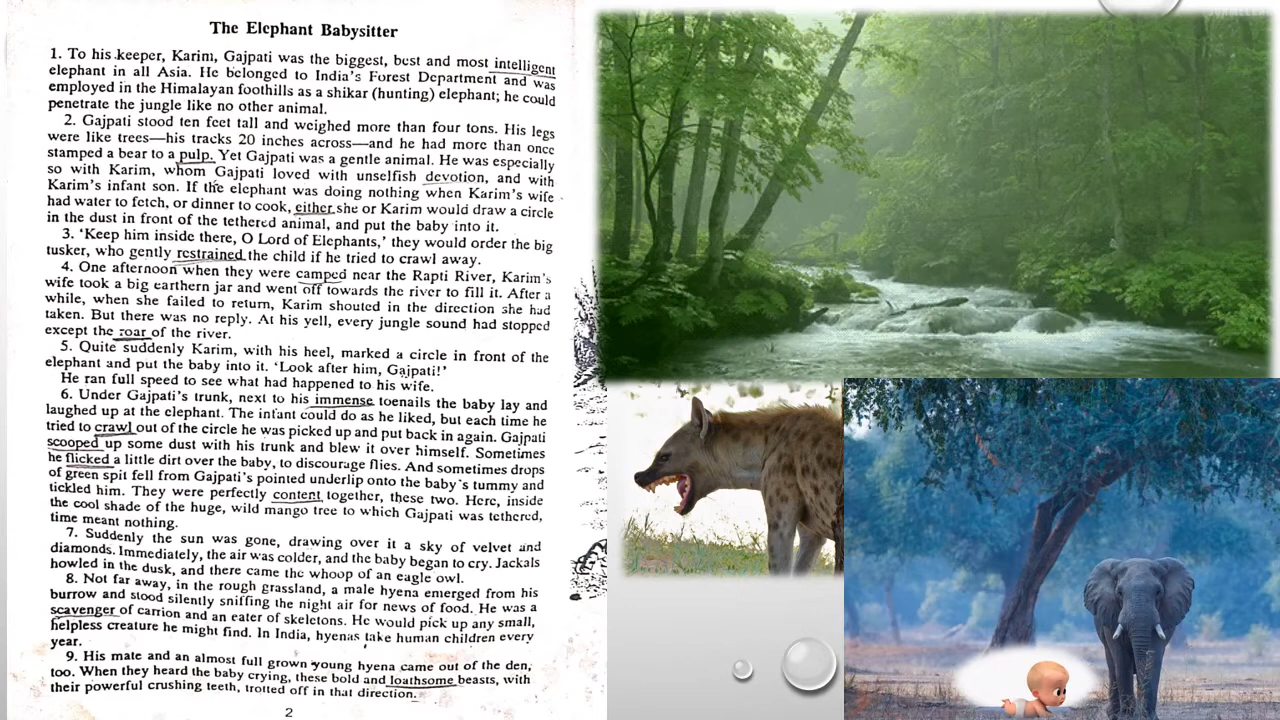 The Elephant Babysitter
1. To his keeper, Karim, Gajpati was the biggest, best and most intelligent
elephant in all Asia. He belonged to India's Forest Department and was
employed in the Himalayan foothills as a shikar (hunting) elephant; he could
penetrate the jungle like no other animal.
2. Gajpati stood ten feet tall and weighed more than four tons. His legs
were like trees—his tracks 20 inches across—and he had more than once
stamped a bear to a pulp. Yet Gajpati was a gentle animal. He was especially
so with Karim, whom Gajpati loved with unselfish devotion, and with
Karim's infant son. If the elephant was doing nothing when Karim's wife
had water to fetch, or dinner to cook, either she or Karim would draw a circle
in the dust in front of the tethered animal, and put the baby into it.
3. 'Keep him inside there, O Lord of Elephants,' they would order the big
tusker, who gently restrained the child if he tried to crawl away.
4. One afternoon when they were camped near the Rapti River, Karim's
wife took a big earthern jar and went off towards the river to fill it. After a
while, when she failed to return, Karim shouted in the direction she had
taken. But there was no reply. At his yell, every jungle sound had stopped
except the roar of the river.
5. Quite suddenly Karim, with his heel, marked a circle in front of the
elephant and put the baby into it. 'Look after him, Gajpati!'
He ran full speed to see what had happened to his wife.
6. Under Gajpati's trunk, next to his immense toenails the baby lay and
laughed up at the elephant. The infant could do as he liked, but each time he
tried to crawl out of the circle he was picked up and put back in again. Gajpati
scooped up some dust with his trunk and blew it over himself. Sometimes
he flicked a little dirt over the baby, to discourage flies. And sometimes drops
of green spit fell from Gajpati's pointed underlip onto the baby's tummy and
tickled him. They were perfectly content together, these two. Here, inside
the cool shade of the huge, wild mango tree to which Gajpati was tethered,
time meant nothing.
7. Suddenly the sun was gone, drawing over it a sky of velvet and
diamonds. Immediately, the air was colder, and the baby began to cry. Jackals
howled in the dusk, and there came the whoop of an eagle owl.
8. Not far away, in the rough grassland, a male hyena emerged from his
burrow and stood silently sniffing the night air for news of food. He was a
scavenger of carrion and an eater of skeletons. He would pick up any small,
helpless creature he might find. In India, hyenas take human children every
year.
9. His mate and an almost full grown young hyena came out of the den,
too. When they heard the baby crying, these bold and loathsome beasts, with
their powerful crushing teeth, trotted off in that direction.
2